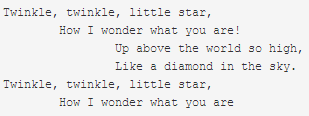 Twinkle, twinkle, little star,
How I wonder what you are!
Up above the world so high,
Like a diamond in the sky.
Twinkle, twinkle, little star,
How I wonder what you are